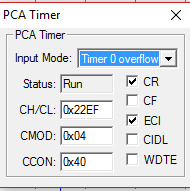 PCA Timer
PCA Timer
Input Mode: Timer 0 overflow
Status: Run
CH/CL: 0x22EF
CMOD: 0x04
CCON: 0x40
CR
CF
ECI
CIDL
WDTE